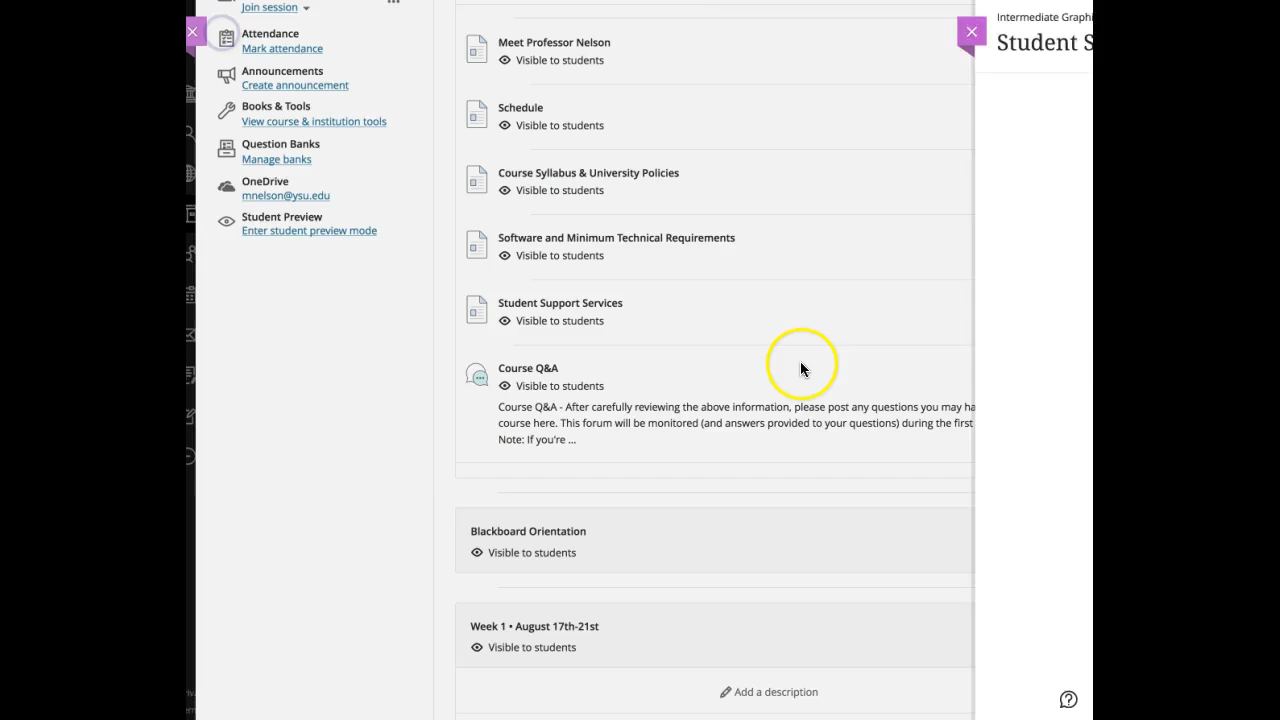 Join session
Attendance
Mark attendance
Announcements
Create announcement
Books & Tools
View course & institution tools
Question Banks
Manage banks
OneDrive
mnelson@ysu.edu
Student Preview
Enter student preview mode
Meet Professor Nelson
Visible to students
Schedule
Visible to students
Course Syllabus & University Policies
Visible to students
Software and Minimum Technical Requirements
Visible to students
Student Support Services
Visible to students
Course Q&A
Visible to students
Course Q&A - After carefully reviewing the above information, please post any questions you may ha
course here. This forum will be monitored (and answers provided to your questions) during the first
Note: If you're ...
Blackboard Orientation
Visible to students
Week 1 • August 17th-21st
Visible to students
Add a description
Intermediate Graphi
Student S